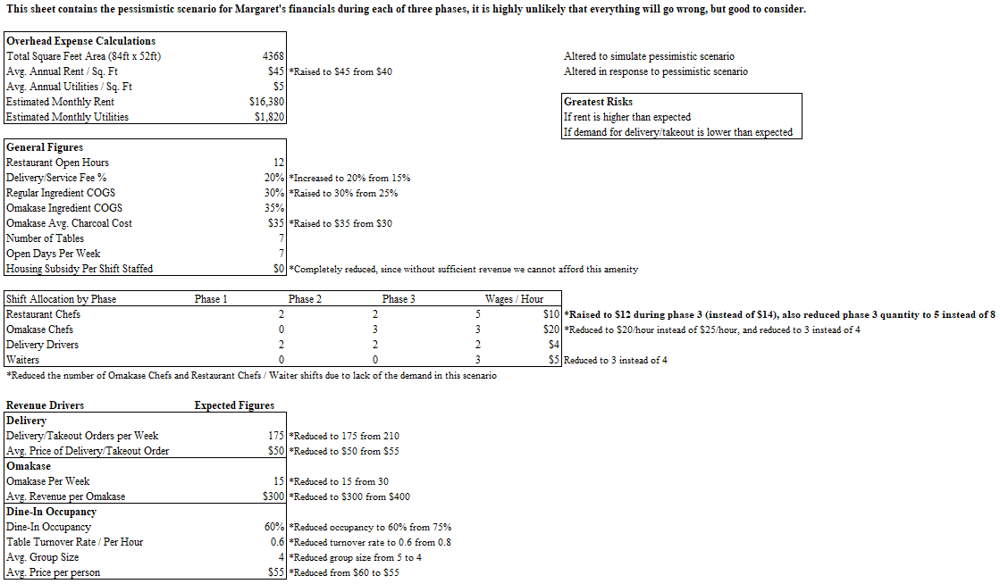 This sheet contains the pessismistic scenario for Margaret's financials during each of three phases, it is highly unlikely that everything will go wrong, but good to consider.
Overhead Expense Calculations
Total Square Feet Area (84ft x 52ft) 4368 Altered to simulate pessimistic scenario
Avg. Annual Rent / Sq. Ft $45 *Raised to $45 from $40 Altered in response to pessimistic scenario
Avg. Annual Utilities / Sq. Ft $5
Estimated Monthly Rent $16,380 Greatest Risks
Estimated Monthly Utilities $1,820 If rent is higher than expected
If demand for delivery/takeout is lower than expected
General Figures
Restaurant Open Hours 12
Delivery/Service Fee % 20% *Increased to 20% from 15%
Regular Ingredient COGS 30% *Raised to 30% from 25%
Omakase Ingredient COGS 35%
Omakase Avg. Charcoal Cost $35 *Raised to $35 from $30
Number of Tables 7
Open Days Per Week 7
Housing Subsidy Per Shift Staffed $0 *Completely reduced, since without sufficient revenue we cannot afford this amenity
Shift Allocation by Phase Phase 1 Phase 2 Phase 3 Wages / Hour
Restaurant Chefs 2 2 5 $10 *Raised to $12 during phase 3 (instead of $14), also reduced phase 3 quantity to 5 instead of 8
Omakase Chefs 0 3 3 $20 *Reduced to $20/hour instead of $25/hour, and reduced to 3 instead of 4
Delivery Drivers 2 2 2 $4
Waiters 0 0 3 $5 Reduced to 3 instead of 4
*Reduced the number of Omakase Chefs and Restaurant Chefs / Waiter shifts due to lack of the demand in this scenario
Revenue Drivers Expected Figures
Delivery
Delivery/Takeout Orders per Week 175 *Reduced to 175 from 210
Avg. Price of Delivery/Takeout Order $50 *Reduced to $50 from $55
Omakase
Omakase Per Week 15 *Reduced to 15 from 30
Avg. Revenue per Omakase $300 *Reduced to $300 from $400
Dine-In Occupancy
Dine-In Occupancy 60% *Reduced occupancy to 60% from 75%
Table Turnover Rate / Per Hour 0.6 *Reduced turnover rate to 0.6 from 0.8
Avg. Group Size 4 *Reduced group size from 5 to 4
Avg. Price per person $55 *Reduced from $60 to $55